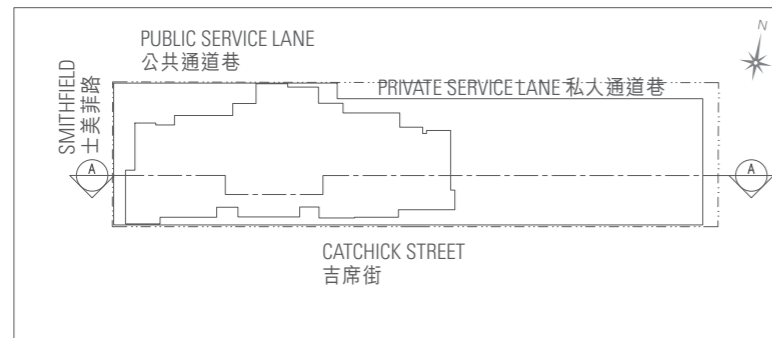 N
PUBLIC SERVICE LANE
公共通道巷
PRIVATE SERVICE LANE 私人通道巷
SMITHFIELD
士美菲路
A
A
CATCHICK STREET
吉席街